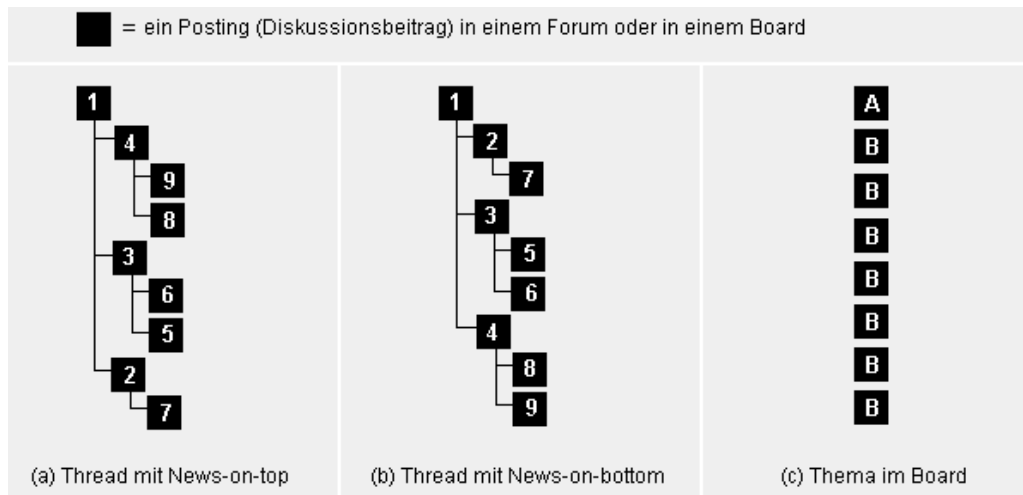 = ein Posting (Diskussionsbeitrag) in einem Forum oder in einem Board
1
4
9
8
3
6
5
2
7
(a) Thread mit News-on-top
1
2
7
3
5
6
4
8
9
(b) Thread mit News-on-bottom
A
B
B
B
B
B
B
B
(c) Thema im Board